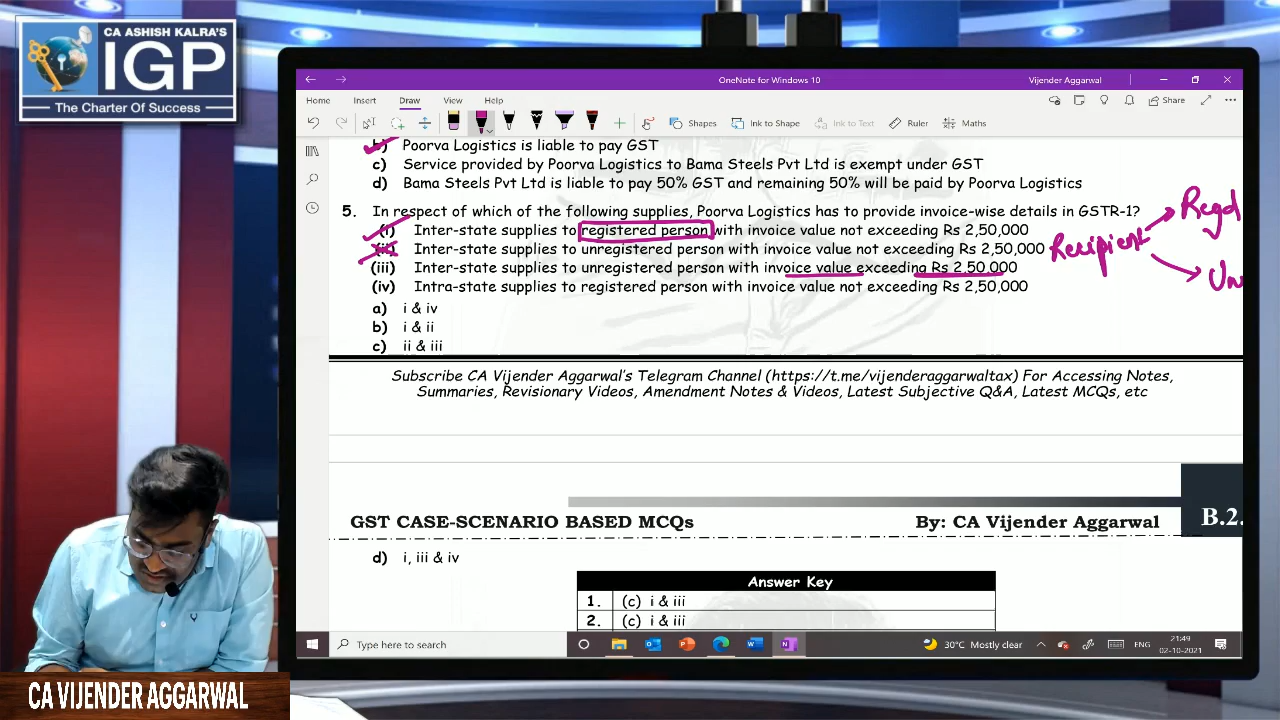 CA ASHISH KALRA'S
IGP
The Charter Of Success
OneNote for Windows 10
Vijender Aggarwal
Home Insert Draw View Help
Share
Shapes
Ink to Shape
Ink to Text
Ruler
Maths
b) Poorva Logistics is liable to pay GST
c) Service provided by Poorva Logistics to Bama Steels Pvt Ltd is exempt under GST
d) Bama Steels Pvt Ltd is liable to pay 50% GST and remaining 50% will be paid by Poorva Logistics
5. In respect of which of the following supplies, Poorva Logistics has to provide invoice-wise details in GSTR-1?
(i) Inter-state supplies to registered person with invoice value not exceeding Rs 2,50,000
(ii) Inter-state supplies to unregistered person with invoice value not exceeding Rs 2,50,000
(iii) Inter-state supplies to unregistered person with invoice value exceeding Rs 2,50,000
(iv) Intra-state supplies to registered person with invoice value not exceeding Rs 2,50,000
Regd
Recipient
a) i & iv
b) i & ii
c) ii & iii
Subscribe CA Vijender Aggarwal's Telegram Channel (https://t.me/vijenderaggarwaltax) For Accessing Notes,
Summaries, Revisionary Videos, Amendment Notes & Videos, Latest Subjective Q&A, Latest MCQs, etc
GST CASE-SCENARIO BASED MCQs
By: CA Vijender Aggarwal
B.2.
d) i, iii & iv
Answer Key
1. (c) i & iii
2. (c) i & iii
Type here to search
30°C Mostly clear
ENG
21:49
02-10-2021
CA VIJENDER AGGARWAL